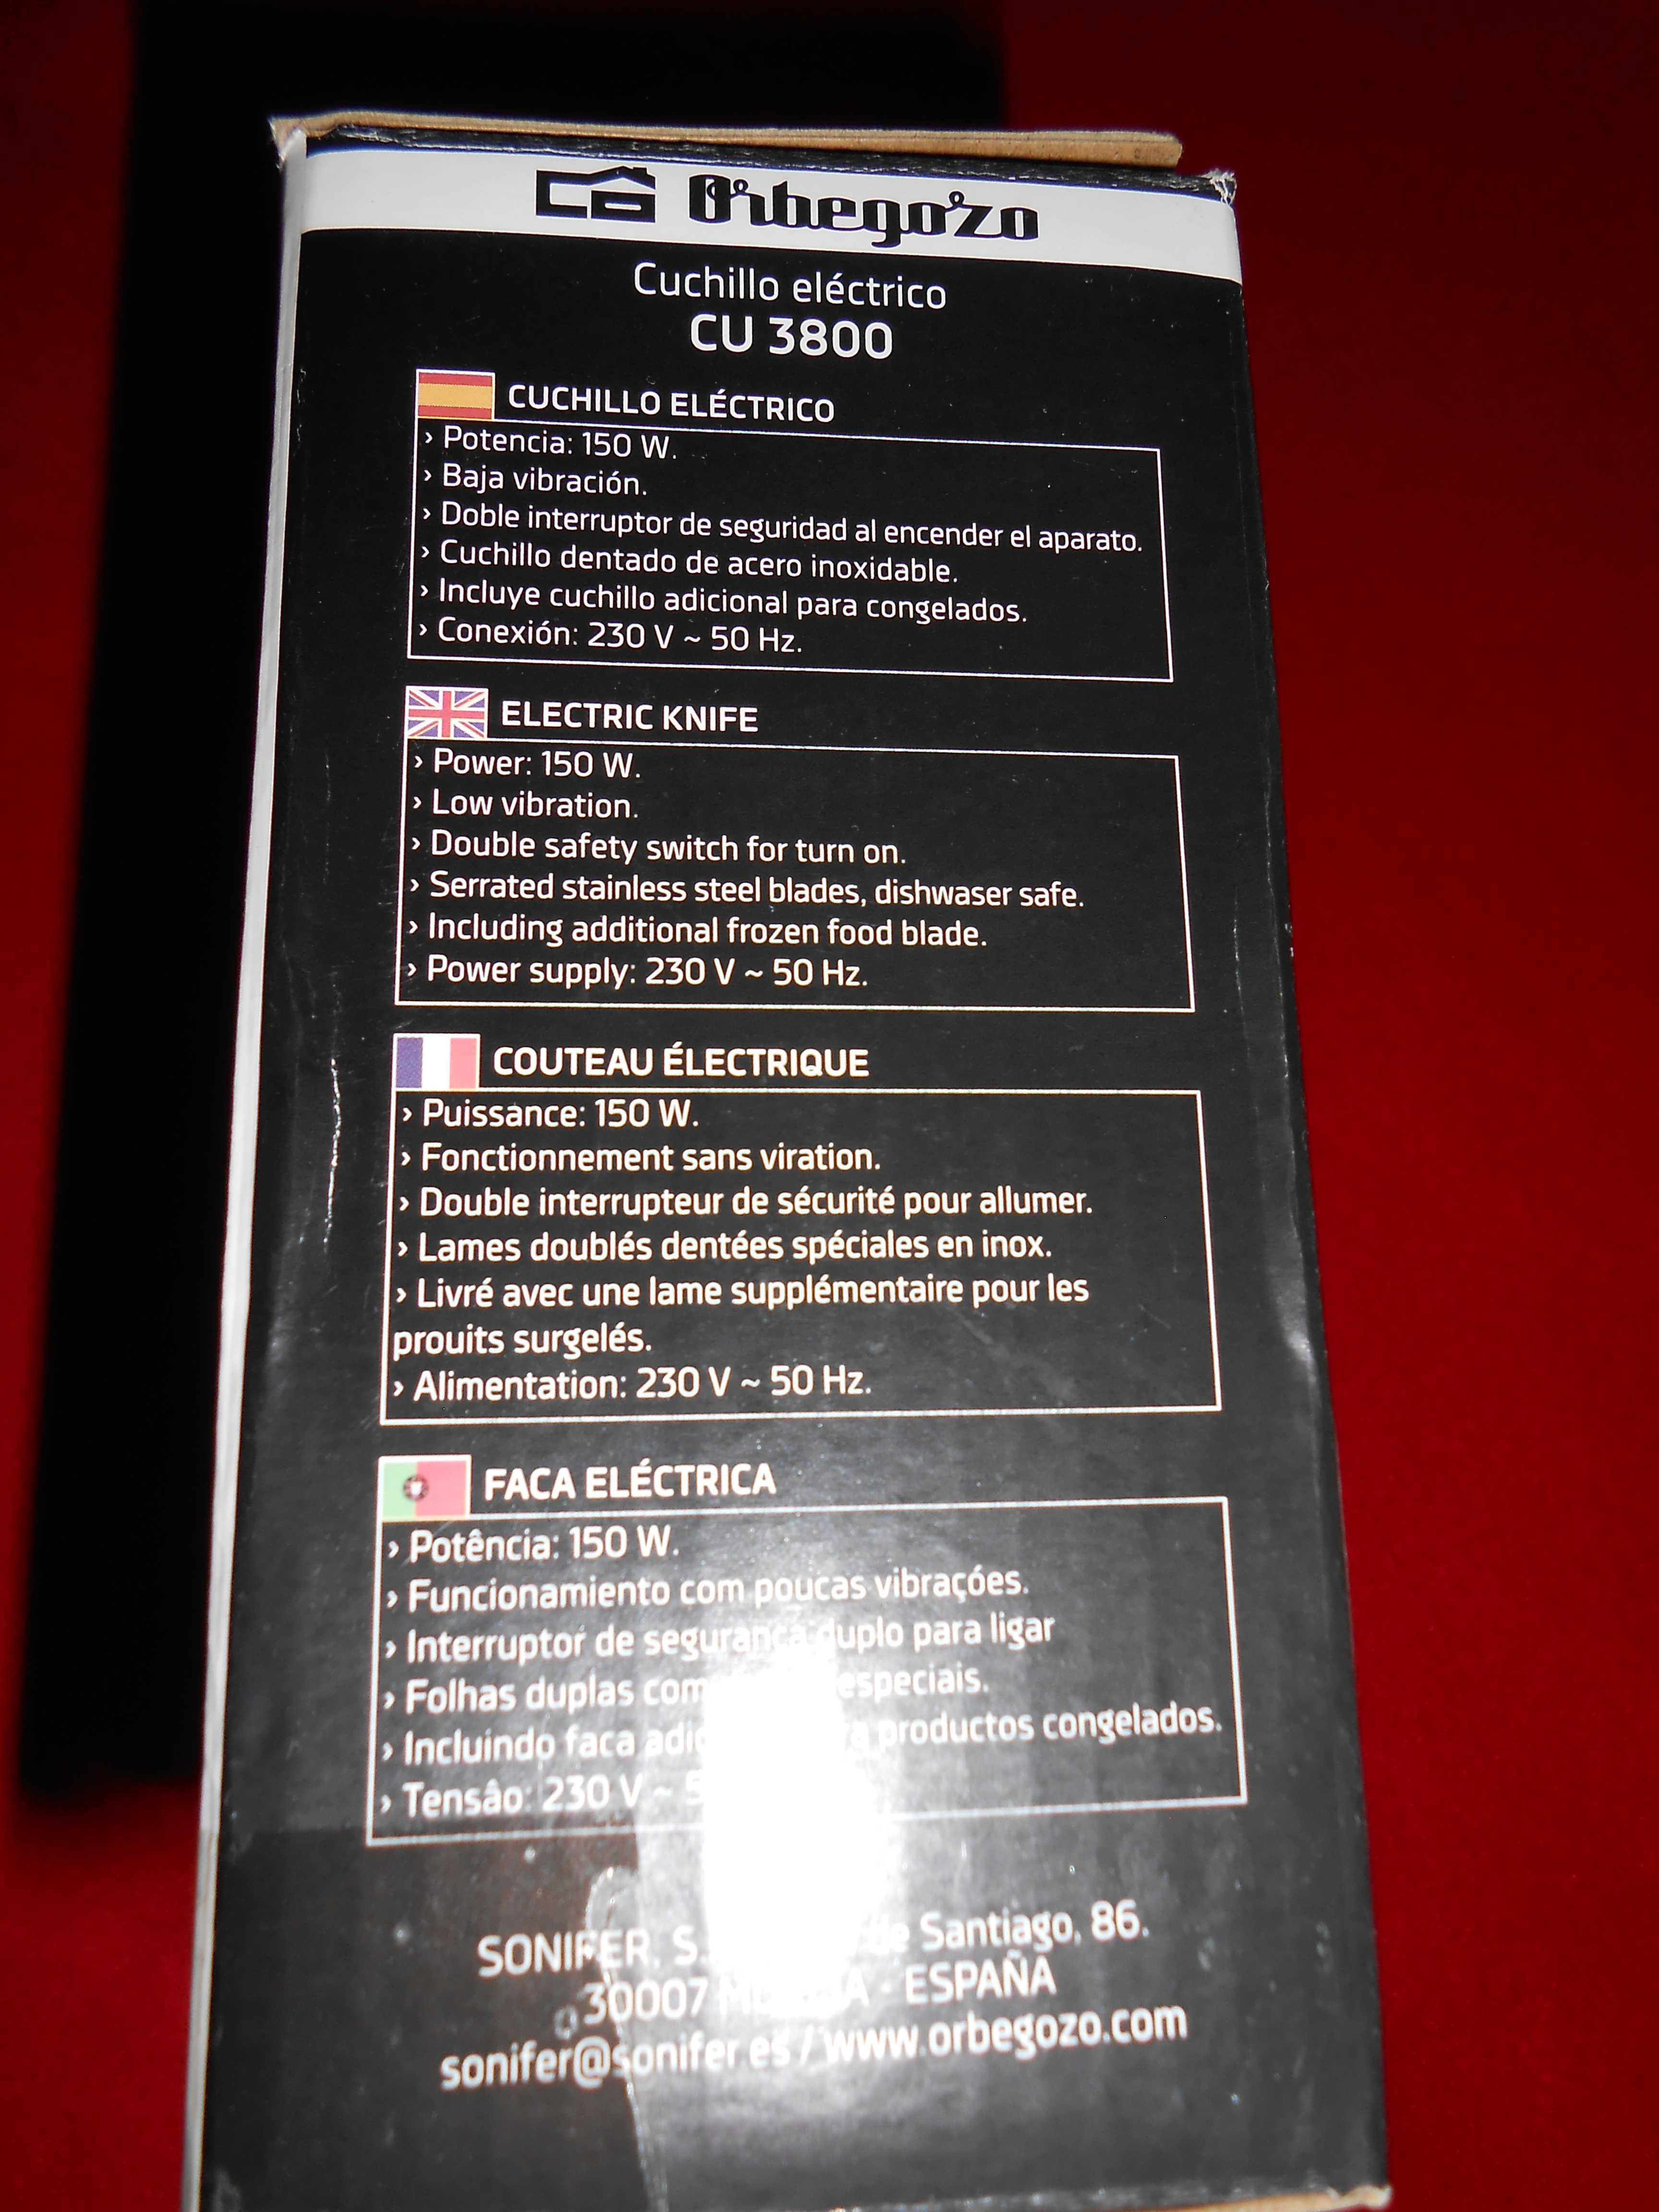 Orbegozo
Cuchillo eléctrico
CU 3800
CUCHILLO ELÉCTRICO
› Potencia: 150 W.
› Baja vibración.
› Doble interruptor de seguridad al encender el aparato.
› Cuchillo dentado de acero inoxidable.
› Incluye cuchillo adicional para congelados.
› Conexión: 230 V ~ 50 Hz.
ELECTRIC KNIFE
› Power: 150 W.
› Low vibration.
› Double safety switch for turn on.
› Serrated stainless steel blades, dishwaser safe.
› Including additional frozen food blade.
› Power supply: 230 V ~ 50 Hz.
COUTEAU ÉLECTRIQUE
› Puissance: 150 W.
› Fonctionnement sans viration.
› Double interrupteur de sécurité pour allumer.
› Lames doublés dentées spéciales en inox.
› Livré avec une lame supplémentaire pour les
prouits surgelés.
› Alimentation: 230 V ~ 50 Hz.
FACA ELÉCTRICA
› Potência: 150 W.
› Funcionamiento com poucas vibraçóes.
› Interruptor de segurança duplo para ligar
› Folhas duplas com especiais.
› Incluindo faca productos congelados.
› Tensâo: 230 V ~
SONIFER, Santiago, 86.
30007 - ESPAÑA
sonifer@sonifer.es / www.orbegozo.com